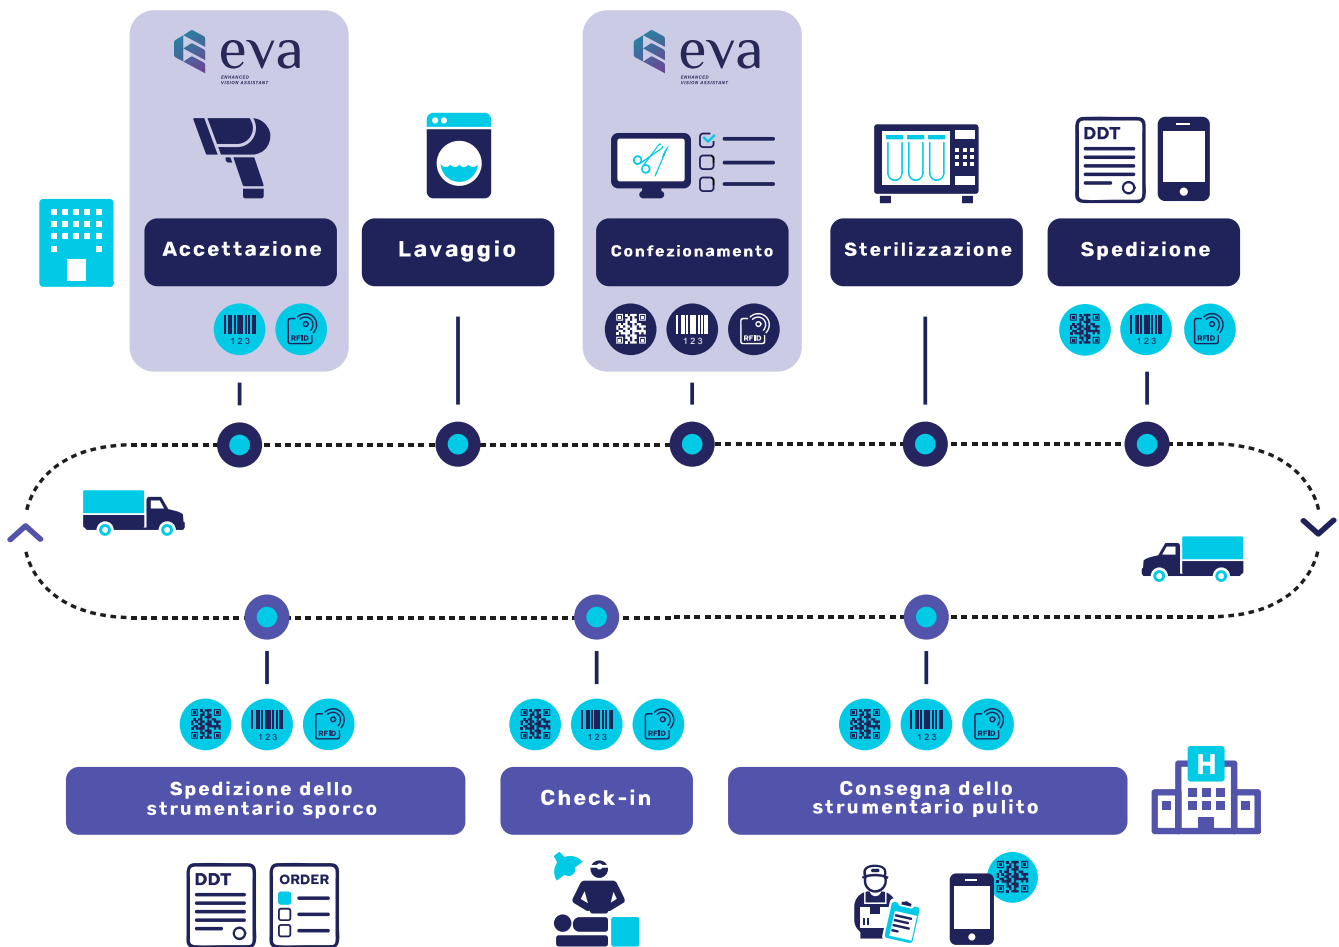 eva
ENHANCED
VISION ASSISTANT
eva
ENHANCED
VISION ASSISTANT
DDT
Accettazione
Lavaggio
Confezionamento
Sterilizzazione
Spedizione
123
RFID
123
RFID
123
RFID
123
RFID
123
RFID
123
RFID
Spedizione dello
strumentario sporco
Check-in
Consegna dello
strumentario pulito
H
DDT
ORDER